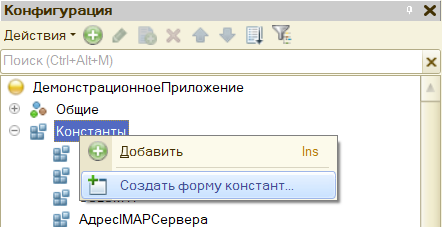 Конфигурация
Действия
Поиск (Ctrl+Alt+M)
ДемонстрационноеПриложение
Общие
Константы
Добавить Ins
Создать форму констант...
АдресIMAPСервера